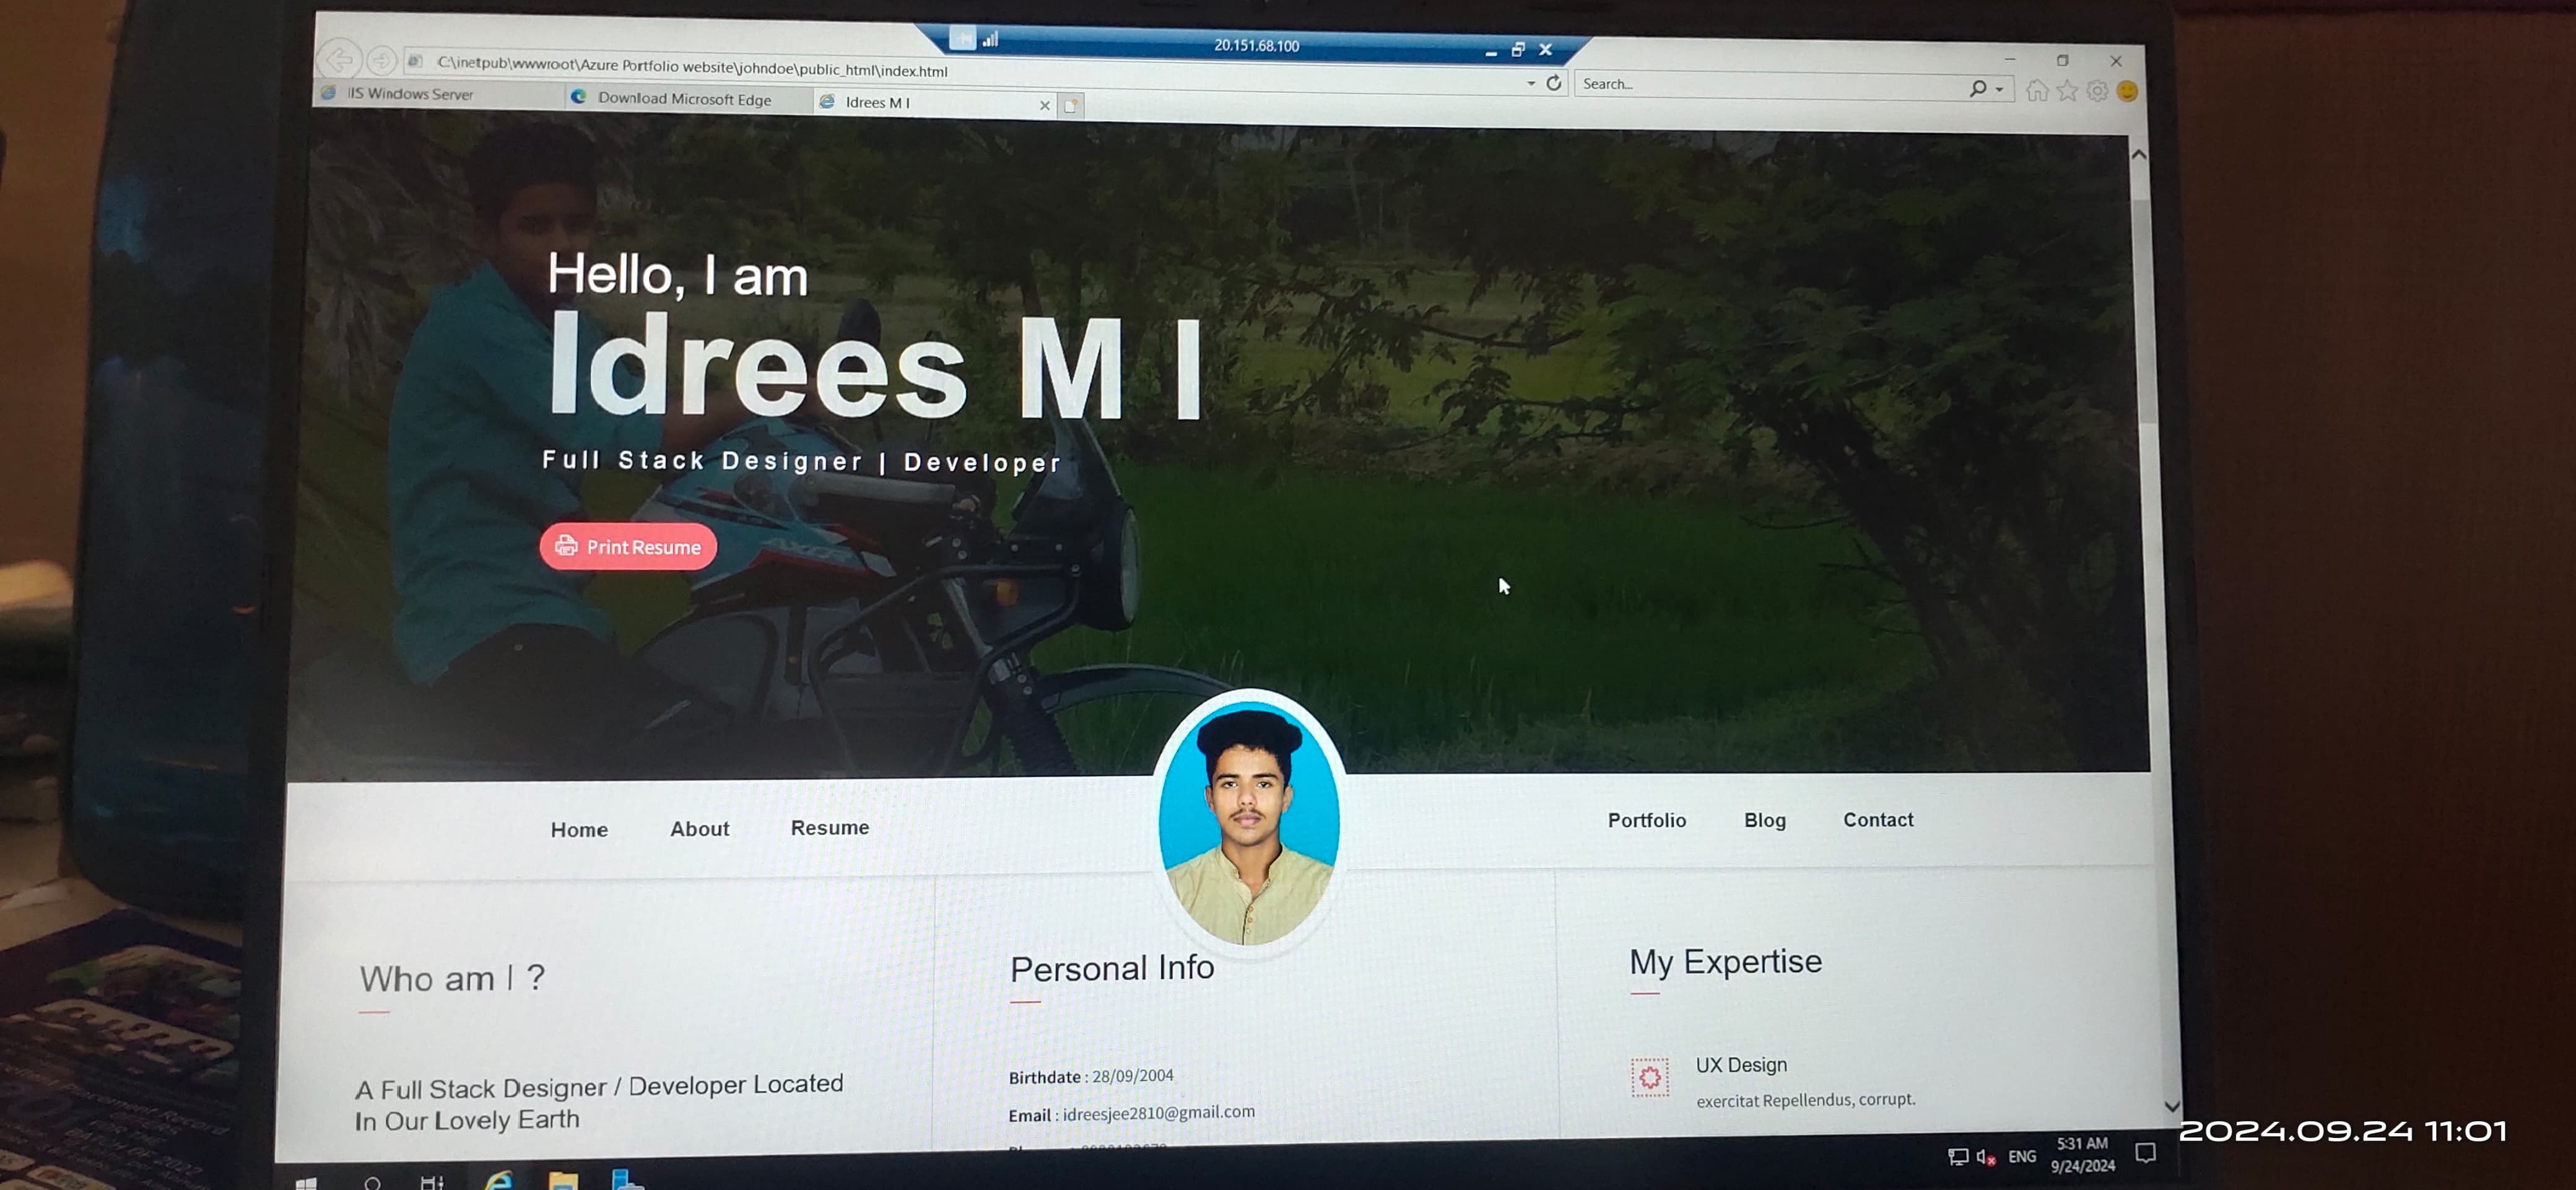 20.151.68.100
C:\inetpub\wwwroot\Azure Portfolio website\johndoe\public_html\index.html
Search...
IIS Windows Server
Download Microsoft Edge
Idrees M I
Hello, I am
Idrees M I
Full Stack Designer | Developer
Print Resume
Home About Resume Portfolio Blog Contact
Who am I ?
A Full Stack Designer / Developer Located
In Our Lovely Earth
Personal Info
Birthdate : 28/09/2004
Email : idreesjee2810@gmail.com
My Expertise
UX Design
exercitat Repellendus, corrupt.
ENG
5:31 AM
9/24/2024
2024.09.24 11:01